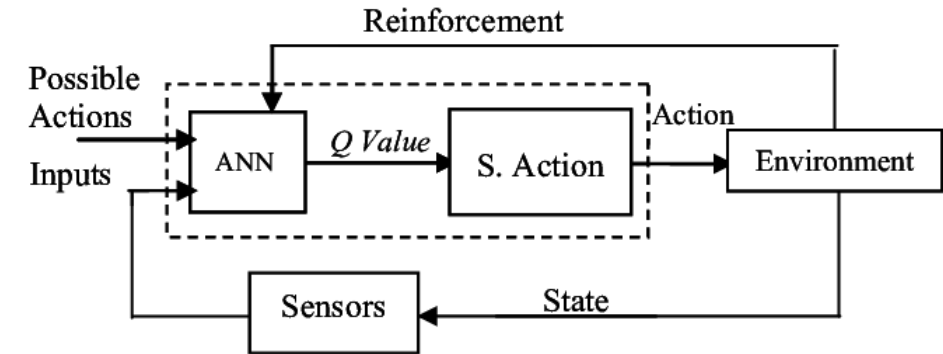 Reinforcement
Possible
Actions
Action
Q Value
ANN
S. Action
Environment
Inputs
Sensors
State